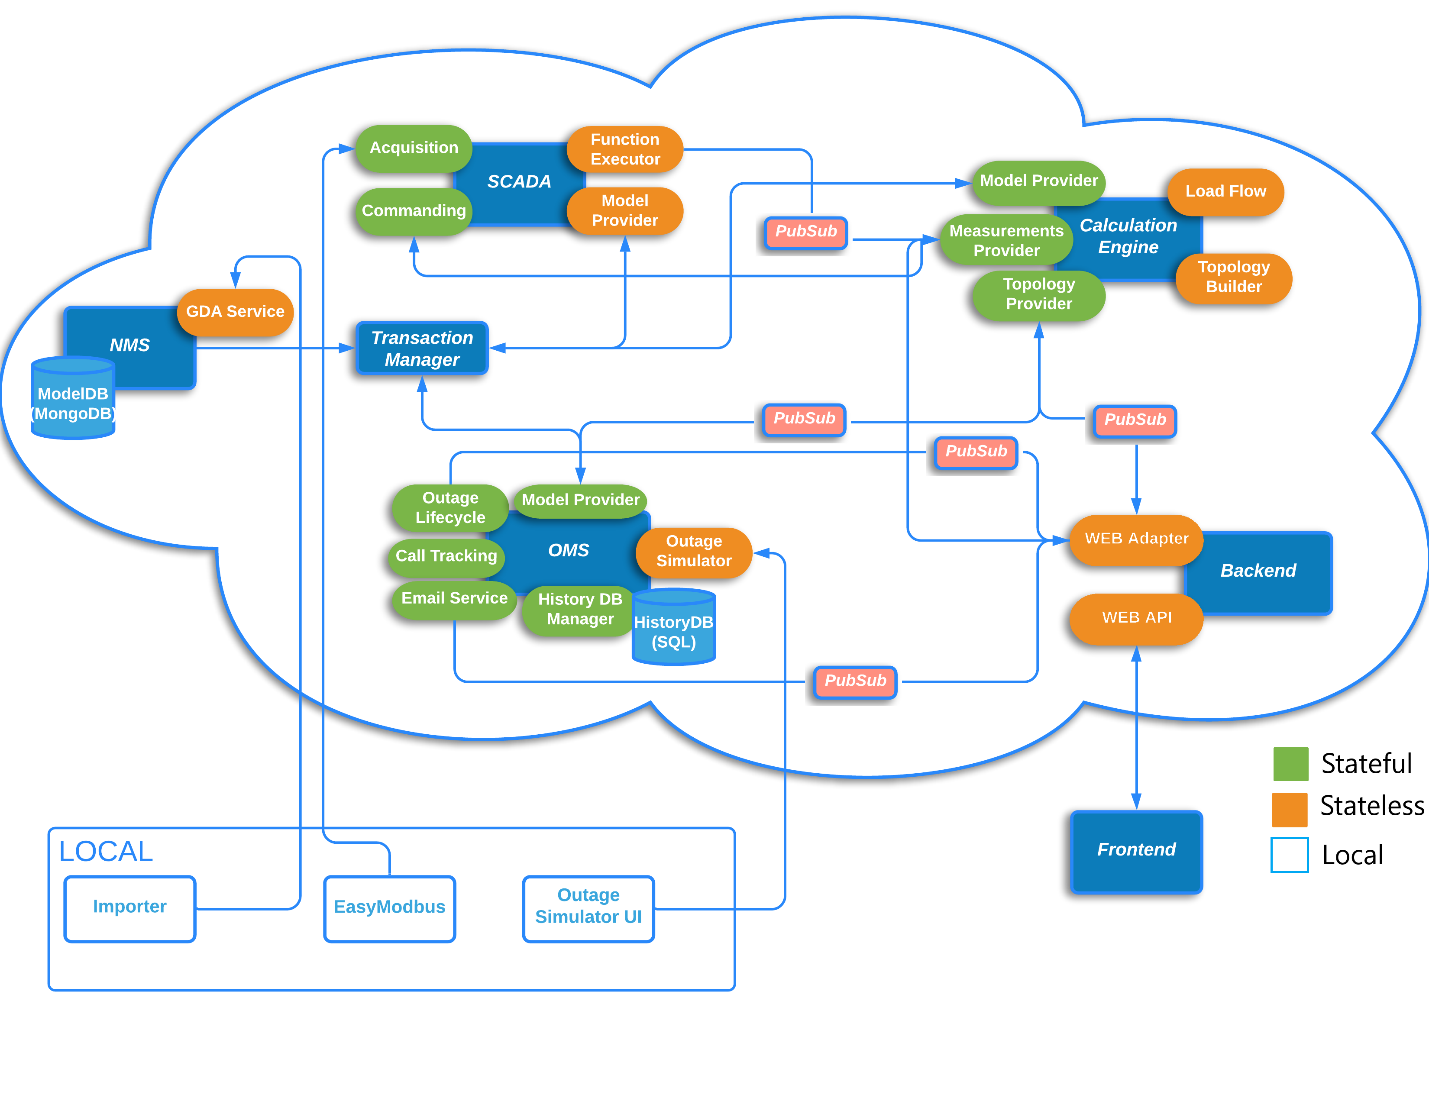 Acquisition
Function
Executor
SCADA
Commanding
Model
Provider
PubSub
Model Provider
Load Flow
Measurements
Provider
Calculation
Engine
Topology
Provider
Topology
Builder
GDA Service
NMS
ModelDB
(MongoDB)
Transaction
Manager
PubSub
PubSub
PubSub
Outage
Lifecycle
Model Provider
Call Tracking
OMS
Outage
Simulator
Email Service
History DB
Manager
HistoryDB
(SQL)
PubSub
WEB Adapter
Backend
WEB API
Frontend
Stateful
Stateless
Local
LOCAL
Importer
EasyModbus
Outage
Simulator UI